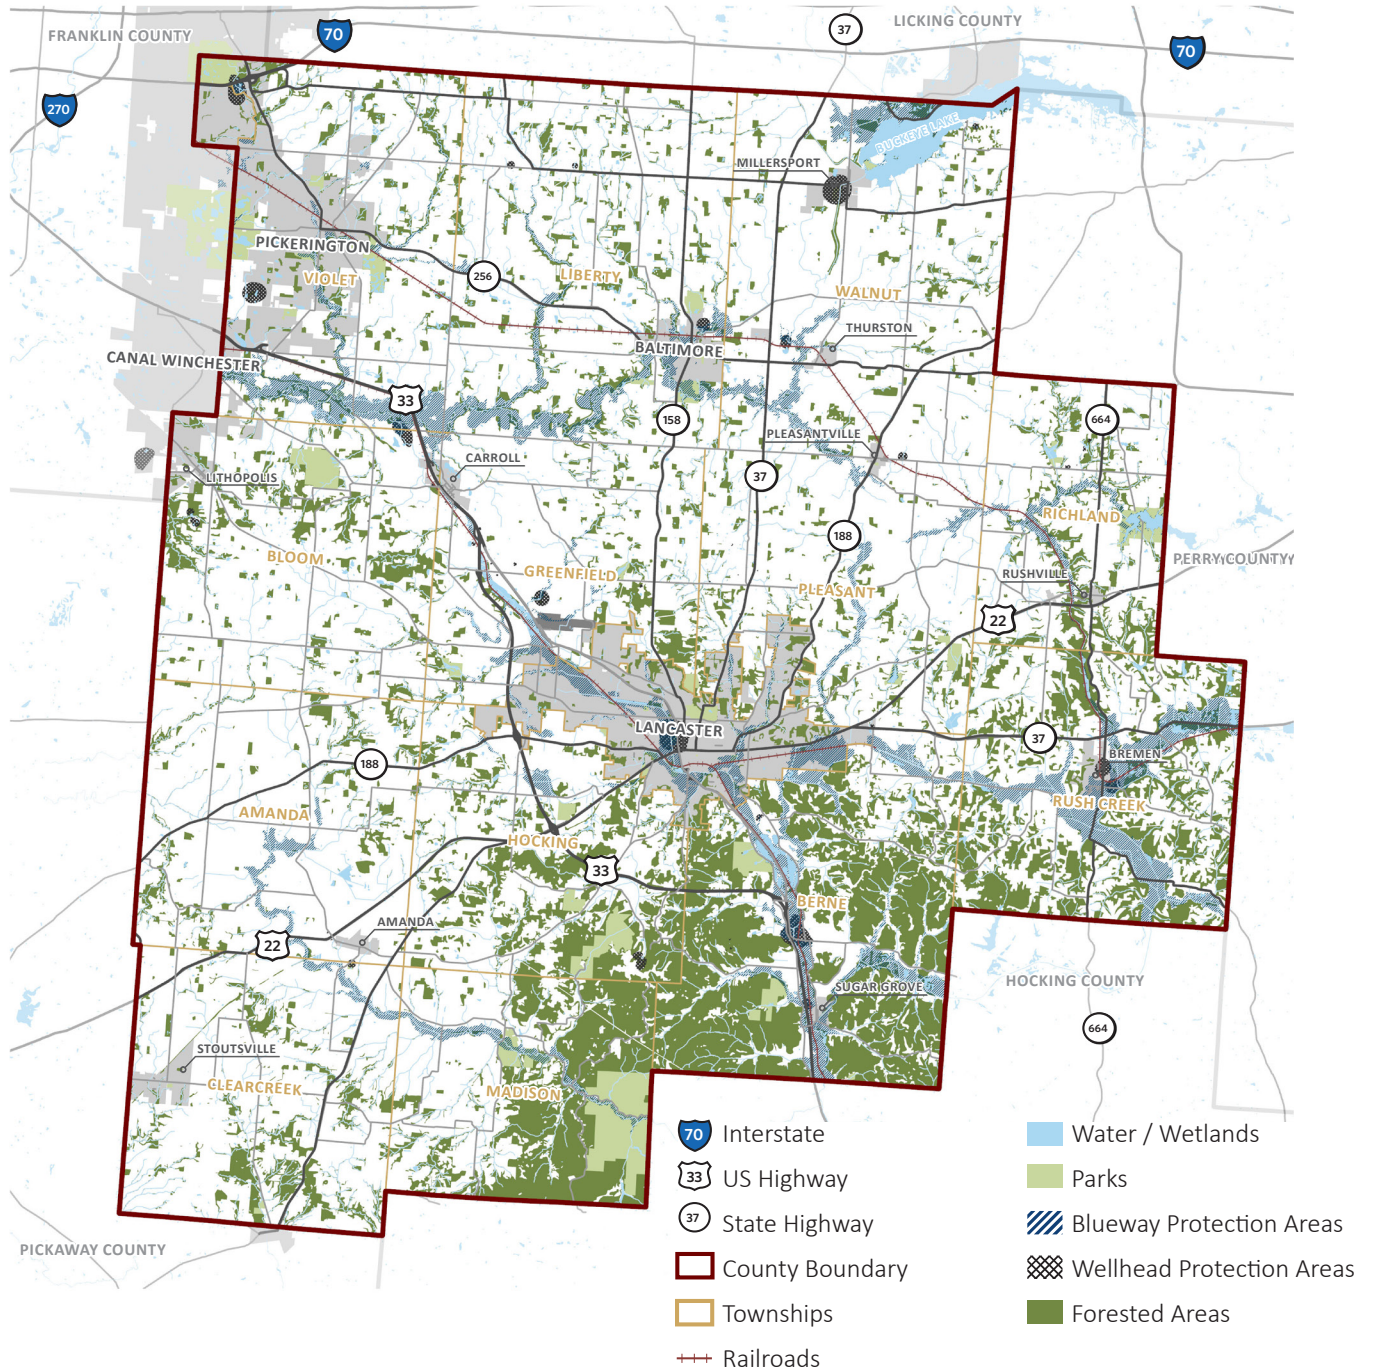 FRANKLIN COUNTY
70
37
LICKING COUNTY
70
270
BUCKEYE LAKE
MILLERSPORT
PICKERINGTON
VIOLET
256
LIBERTY
WALNUT
THURSTON
BALTIMORE
CANAL WINCHESTER
33
158
664
PLEASANTVILLE
CARROLL
LITHOPOLIS
37
RICHLAND
188
BLOOM
GREENFIELD
PERRY COUNTY
RUSHVILLE
PLEASANT
22
LANCASTER
37
188
BREMEN
RUSH CREEK
AMANDA
HOCKING
33
BERNE
AMANDA
22
HOCKING COUNTY
SUGAR GROVE
664
STOUTSVILLE
CLEARCREEK
MADISON
PICKAWAY COUNTY
70 Interstate
33 US Highway
37 State Highway
County Boundary
Townships
Railroads
Water / Wetlands
Parks
Blueway Protection Areas
Wellhead Protection Areas
Forested Areas